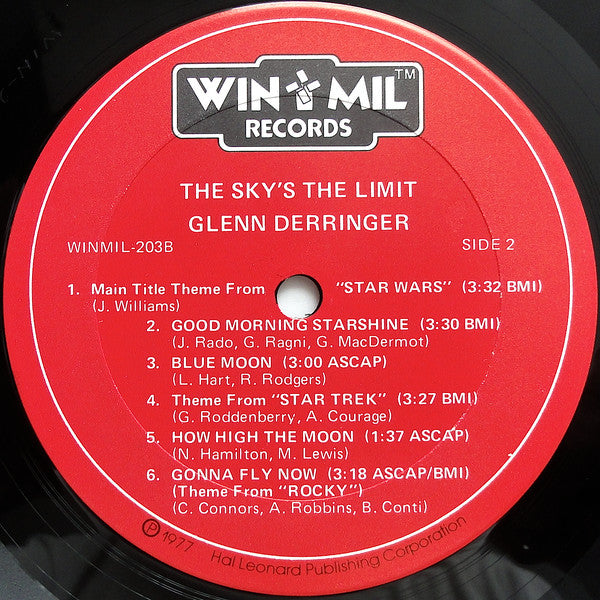 WIN MIL TM
RECORDS
THE SKY'S THE LIMIT
GLENN DERRINGER
WINMIL-203B SIDE 2
1. Main Title Theme From "STAR WARS" (3:32 BMI)
(J. Williams)
2. GOOD MORNING STARSHINE (3:30 BMI)
(J. Rado, G. Ragni, G. MacDermot)
3. BLUE MOON (3:00 ASCAP)
(L. Hart, R. Rodgers)
4. Theme From "STAR TREK" (3:27 BMI)
(G. Roddenberry, A. Courage)
5. HOW HIGH THE MOON (1:37 ASCAP)
(N. Hamilton, M. Lewis)
6. GONNA FLY NOW (3:18 ASCAP/BMI)
(Theme From "ROCKY")
(C. Connors, A. Robbins, B. Conti)
Ⓟ 1977 Hal Leonard Publishing Corporation